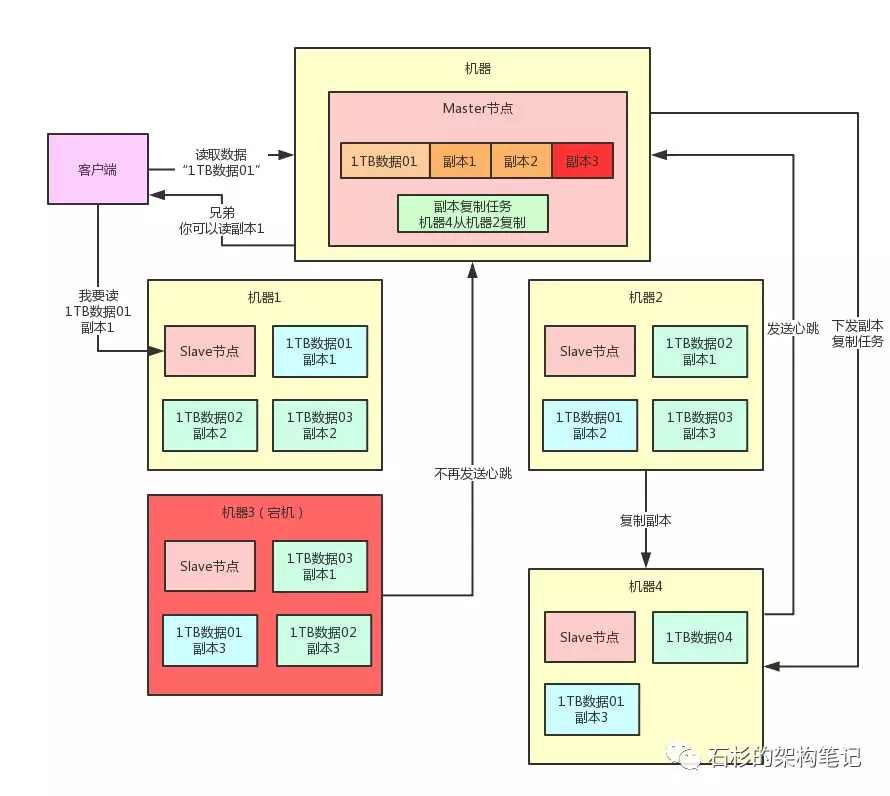 机器
Master节点
1TB数据01
副本1
副本2
副本3
副本复制任务
机器4从机器2复制
客户端
读取数据
“1TB数据01”
兄弟
你可以读副本1
我要读
1TB数据01
副本1
机器1
Slave节点
1TB数据01
副本1
1TB数据02
副本2
1TB数据03
副本2
机器2
Slave节点
1TB数据02
副本1
1TB数据01
副本2
1TB数据03
副本3
发送心跳
下发副本
复制任务
不再发送心跳
机器3（宕机）
Slave节点
1TB数据03
副本1
1TB数据01
副本3
1TB数据02
副本3
复制副本
机器4
Slave节点
1TB数据04
1TB数据01
副本3
石杉的架构笔记